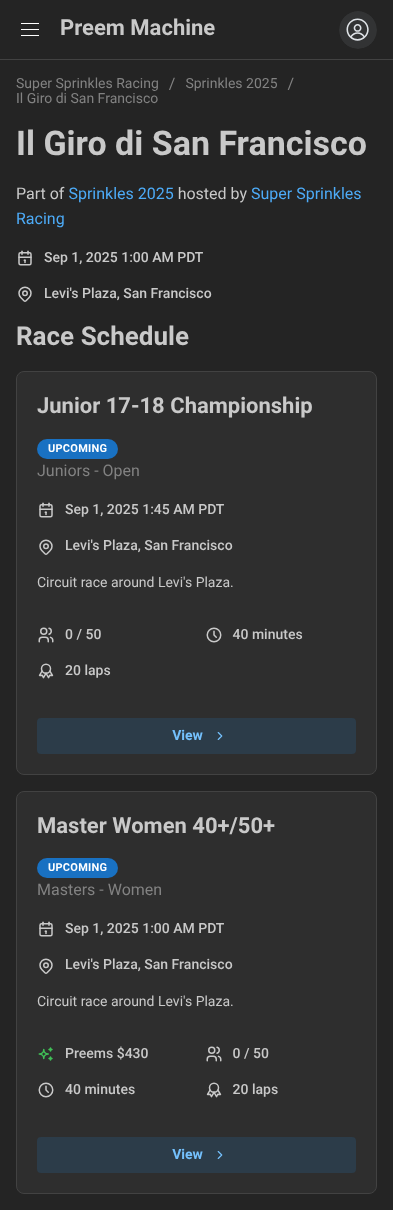 Preem Machine
Super Sprinkles Racing / Sprinkles 2025 /
Il Giro di San Francisco
Il Giro di San Francisco
Part of Sprinkles 2025 hosted by Super Sprinkles
Racing
Sep 1, 2025 1:00 AM PDT
Levi's Plaza, San Francisco
Race Schedule
Junior 17-18 Championship
UPCOMING
Juniors - Open
Sep 1, 2025 1:45 AM PDT
Levi's Plaza, San Francisco
Circuit race around Levi's Plaza.
0 / 50 40 minutes
20 laps
View
Master Women 40+/50+
UPCOMING
Masters - Women
Sep 1, 2025 1:00 AM PDT
Levi's Plaza, San Francisco
Circuit race around Levi's Plaza.
Preems $430 0 / 50
40 minutes 20 laps
View